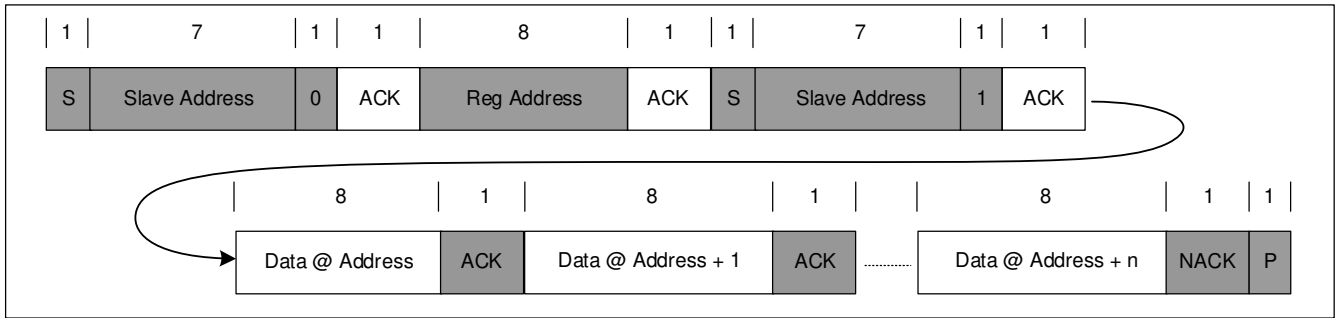 1 7 1 1 8 1 1 7 1 1
S Slave Address 0 ACK Reg Address ACK S Slave Address 1 ACK
8 1 8 1 8 1 1
Data @ Address ACK Data @ Address + 1 ACK Data @ Address + n NACK P